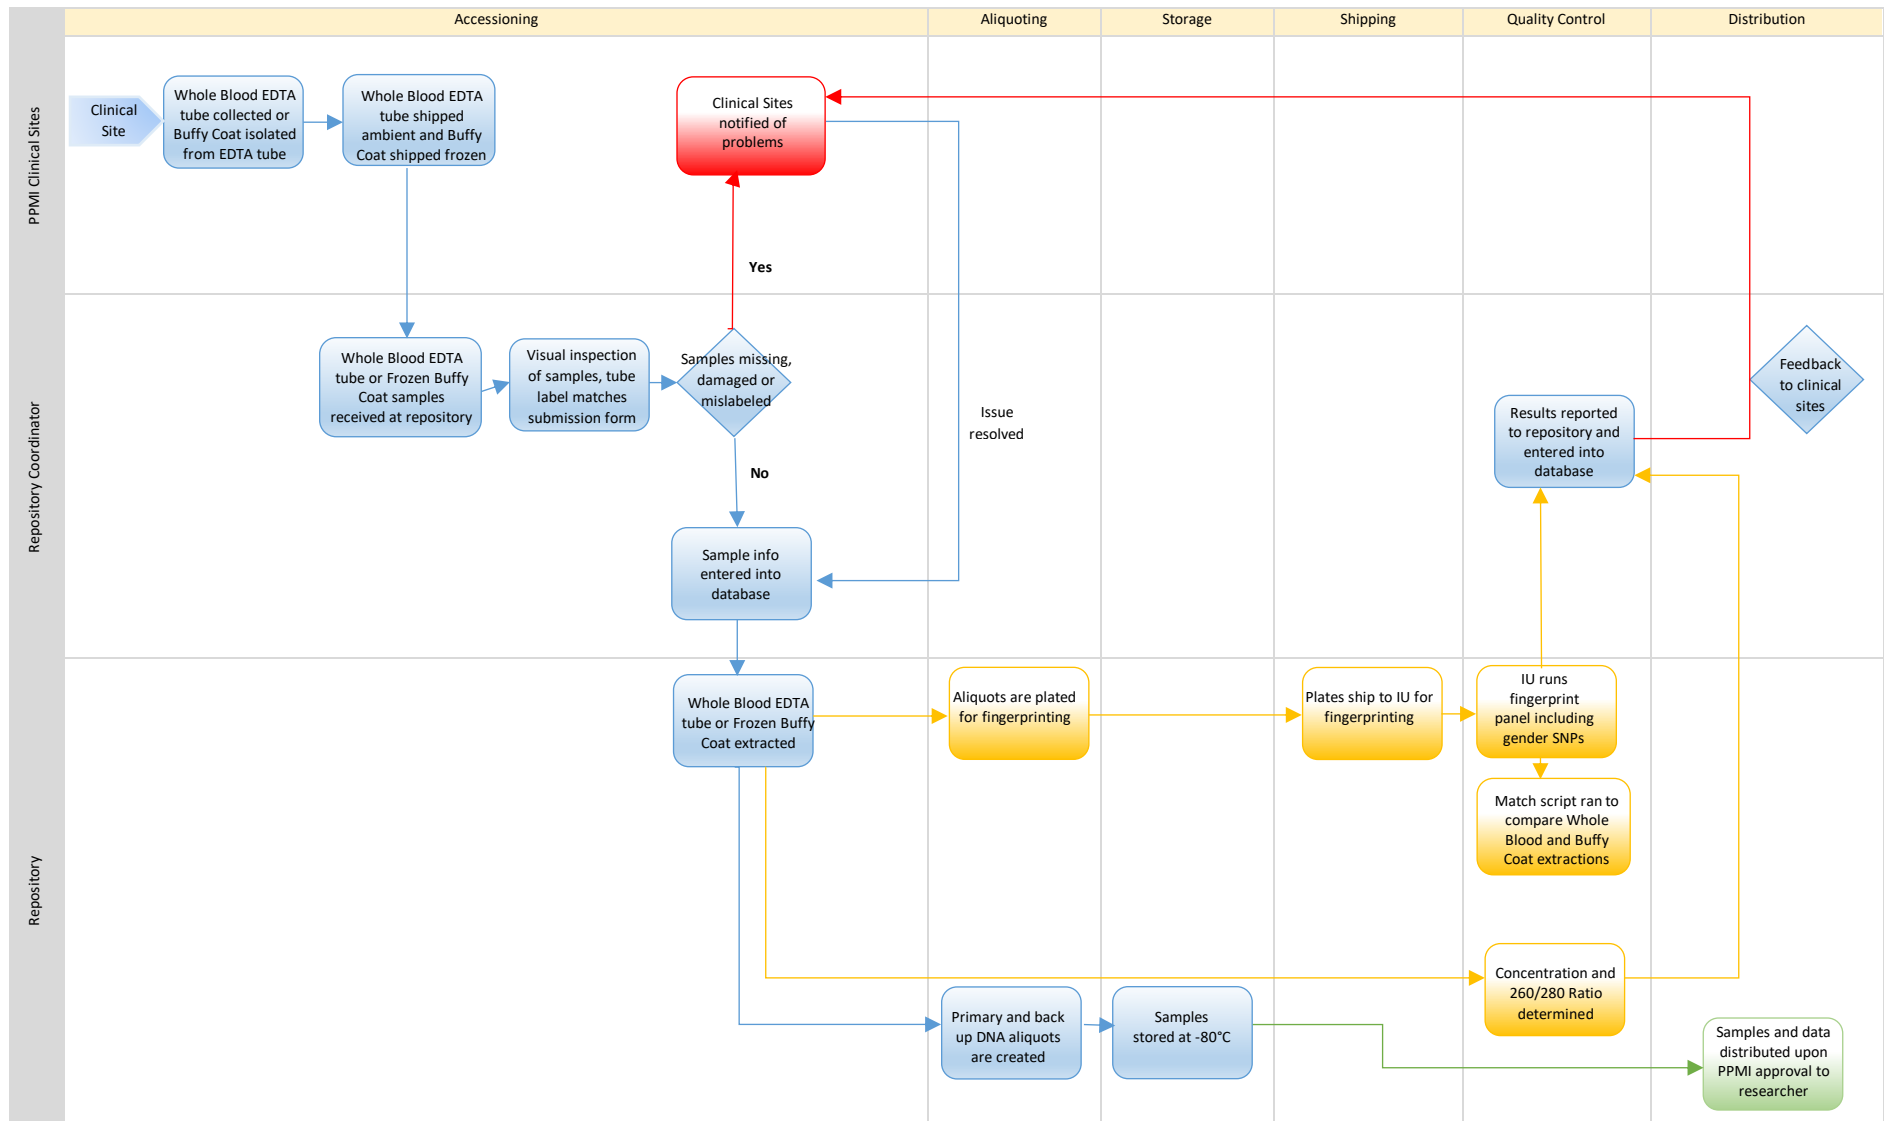 Accessioning
Aliquoting
Storage
Shipping
Quality Control
Distribution
PPMI Clinical Sites
Clinical
Site
Whole Blood EDTA
tube collected or
Buffy Coat isolated
from EDTA tube
Whole Blood EDTA
tube shipped
ambient and Buffy
Coat shipped frozen
Clinical Sites
notified of
problems
Yes
Repository Coordinator
Whole Blood EDTA
tube or Frozen Buffy
Coat samples
received at repository
Visual inspection
of samples, tube
label matches
submission form
Samples missing,
damaged or
mislabeled
Issue
resolved
No
Results reported
to repository and
entered into
database
Feedback
to clinical
sites
Sample info
entered into
database
Repository
Whole Blood EDTA
tube or Frozen Buffy
Coat extracted
Aliquots are plated
for fingerprinting
Plates ship to IU for
fingerprinting
IU runs
fingerprint
panel including
gender SNPs
Match script ran to
compare Whole
Blood and Buffy
Coat extractions
Concentration and
260/280 Ratio
determined
Primary and back
up DNA aliquots
are created
Samples
stored at -80°C
Samples and data
distributed upon
PPMI approval to
researcher